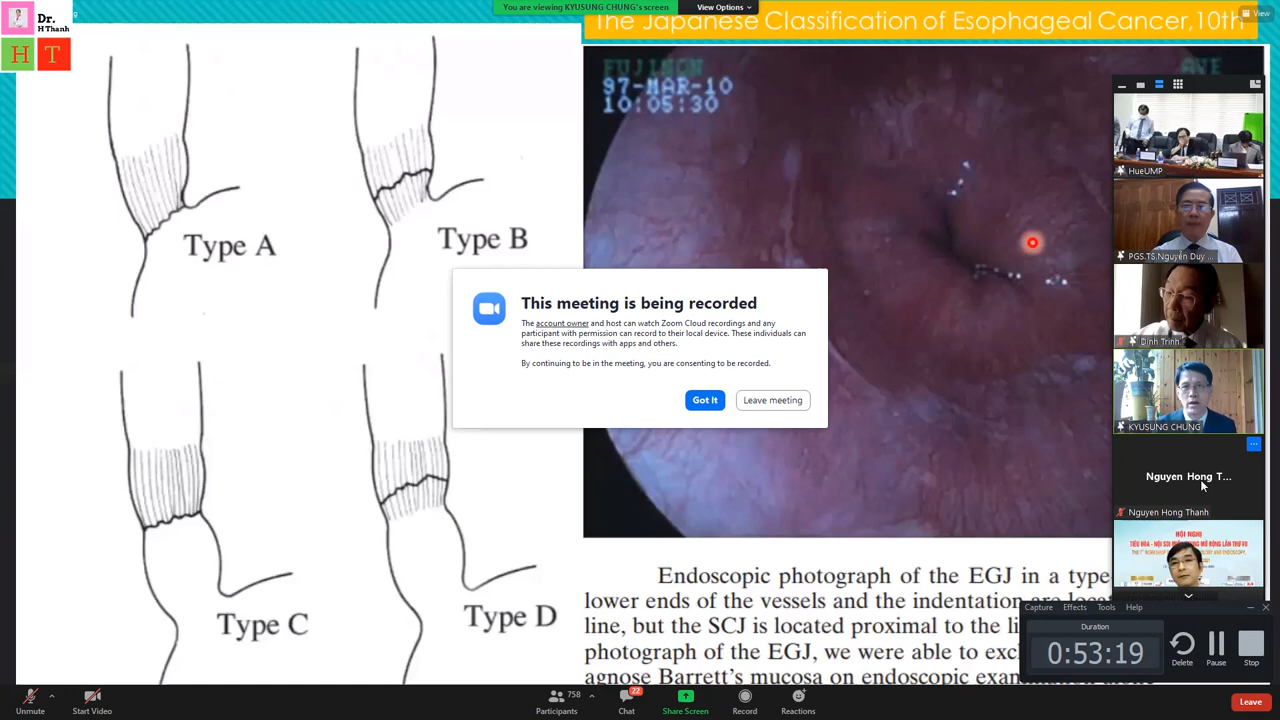 Dr.
H Thanh
H T
You are viewing KYUSUNG CHUNG's screen
View Options
View
The Japanese Classification of Esophageal Cancer,10th
Type A
Type B
Type C
Type D
FUJINON
AVE
97-MAR-10
10:05:30
This meeting is being recorded
The account owner and host can watch Zoom Cloud recordings and any
participant with permission can record to their local device. These individuals can
share these recordings with apps and others.
By continuing to be in the meeting, you are consenting to be recorded.
Got It
Leave meeting
HueUMP
PGS.TS.Nguyễn Duy ...
Dinh Trinh
KYUSUNG CHUNG
Nguyen Hong T...
Nguyen Hong Thanh
HỘI NGHỊ
Endoscopic photograph of the EGJ in a type
lower ends of the vessels and the indentation are
line, but the SCJ is located proximal to the
photograph of the EGJ, we were able to
agnose Barrett's mucosa on endoscopic
Capture Effects Tools Help
Duration
0:53:19
Delete
Pause
Stop
Unmute
Start Video
758
Participants
22
Chat
Share Screen
Record
Reactions
Leave